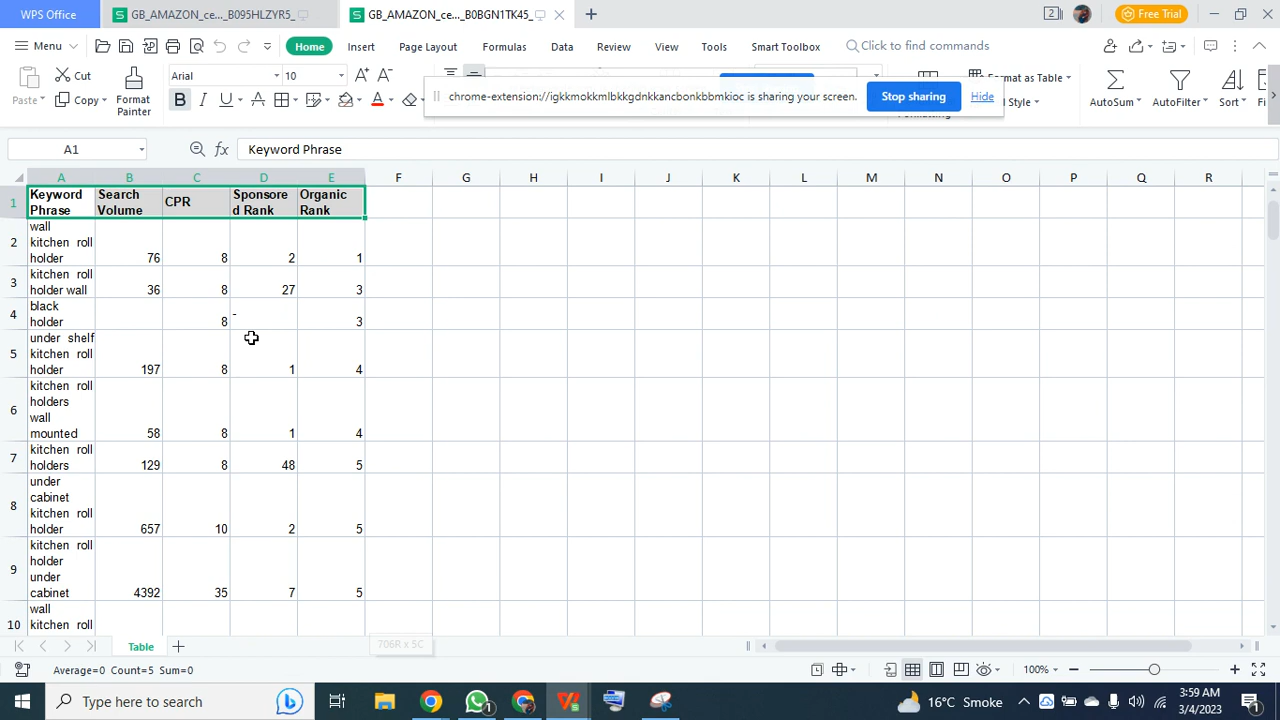 WPS Office
GB_AMAZON_ce..._B095HLZYR5_
GB_AMAZON_ce..._B0BGN1TK45_
Free Trial
Menu
Home
Insert
Page Layout
Formulas
Data
Review
View
Tools
Smart Toolbox
Click to find commands
Paste
Cut
Copy
Format
Painter
Arial
10
B
I
U
A
A
A
chrome-extension://igkkmokkmlbkkgdnkkancbonkbbmkioc is sharing your screen.
Stop sharing
Hide
Format as Table
Style
AutoSum
AutoFilter
Sort
Fi
A1
fx
Keyword Phrase
A B C D E F G H I J K L M N O P Q R
1 Keyword Phrase Search Volume CPR Sponsore d Rank Organic Rank
2 wall kitchen roll holder 76 8 2 1
3 kitchen roll holder wall 36 8 27 3
4 black holder 8 - 3
5 under shelf kitchen roll holder 197 8 1 4
6 kitchen roll holders wall mounted 58 8 1 4
7 kitchen roll holders 129 8 48 5
8 under cabinet kitchen roll holder 657 10 2 5
9 kitchen roll holder under cabinet 4392 35 7 5
10 wall kitchen roll
Table
706R x 5C
Average=0 Count=5 Sum=0
100%
Type here to search
1
16°C Smoke
3:59 AM
3/4/2023
1